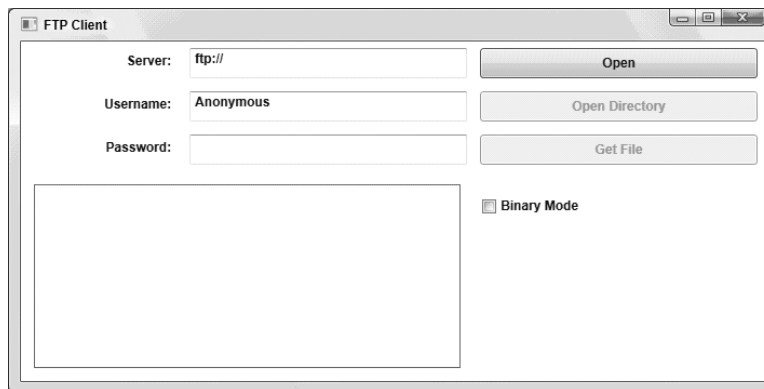 FTP Client
Server: ftp:// Open
Username: Anonymous Open Directory
Password: Get File
Binary Mode